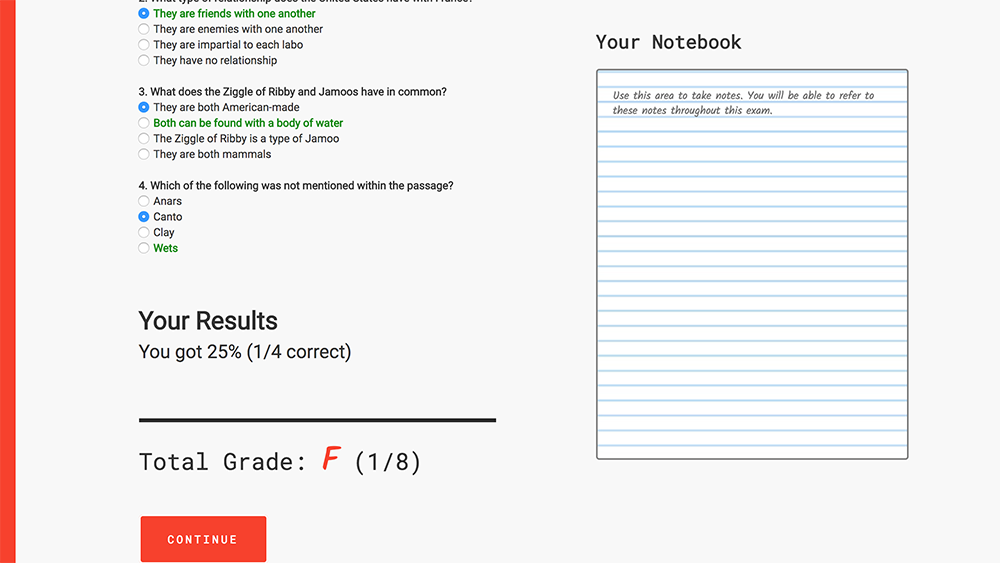 2. What type of relationship does the United States have with France?
They are friends with one another
They are enemies with one another
They are impartial to each labo
They have no relationship
3. What does the Ziggle of Ribby and Jamoos have in common?
They are both American-made
Both can be found with a body of water
The Ziggle of Ribby is a type of Jamoo
They are both mammals
4. Which of the following was not mentioned within the passage?
Anars
Canto
Clay
Wets
Your Results
You got 25% (1/4 correct)
Total Grade: F (1/8)
CONTINUE
Your Notebook
Use this area to take notes. You will be able to refer to
these notes throughout this exam.